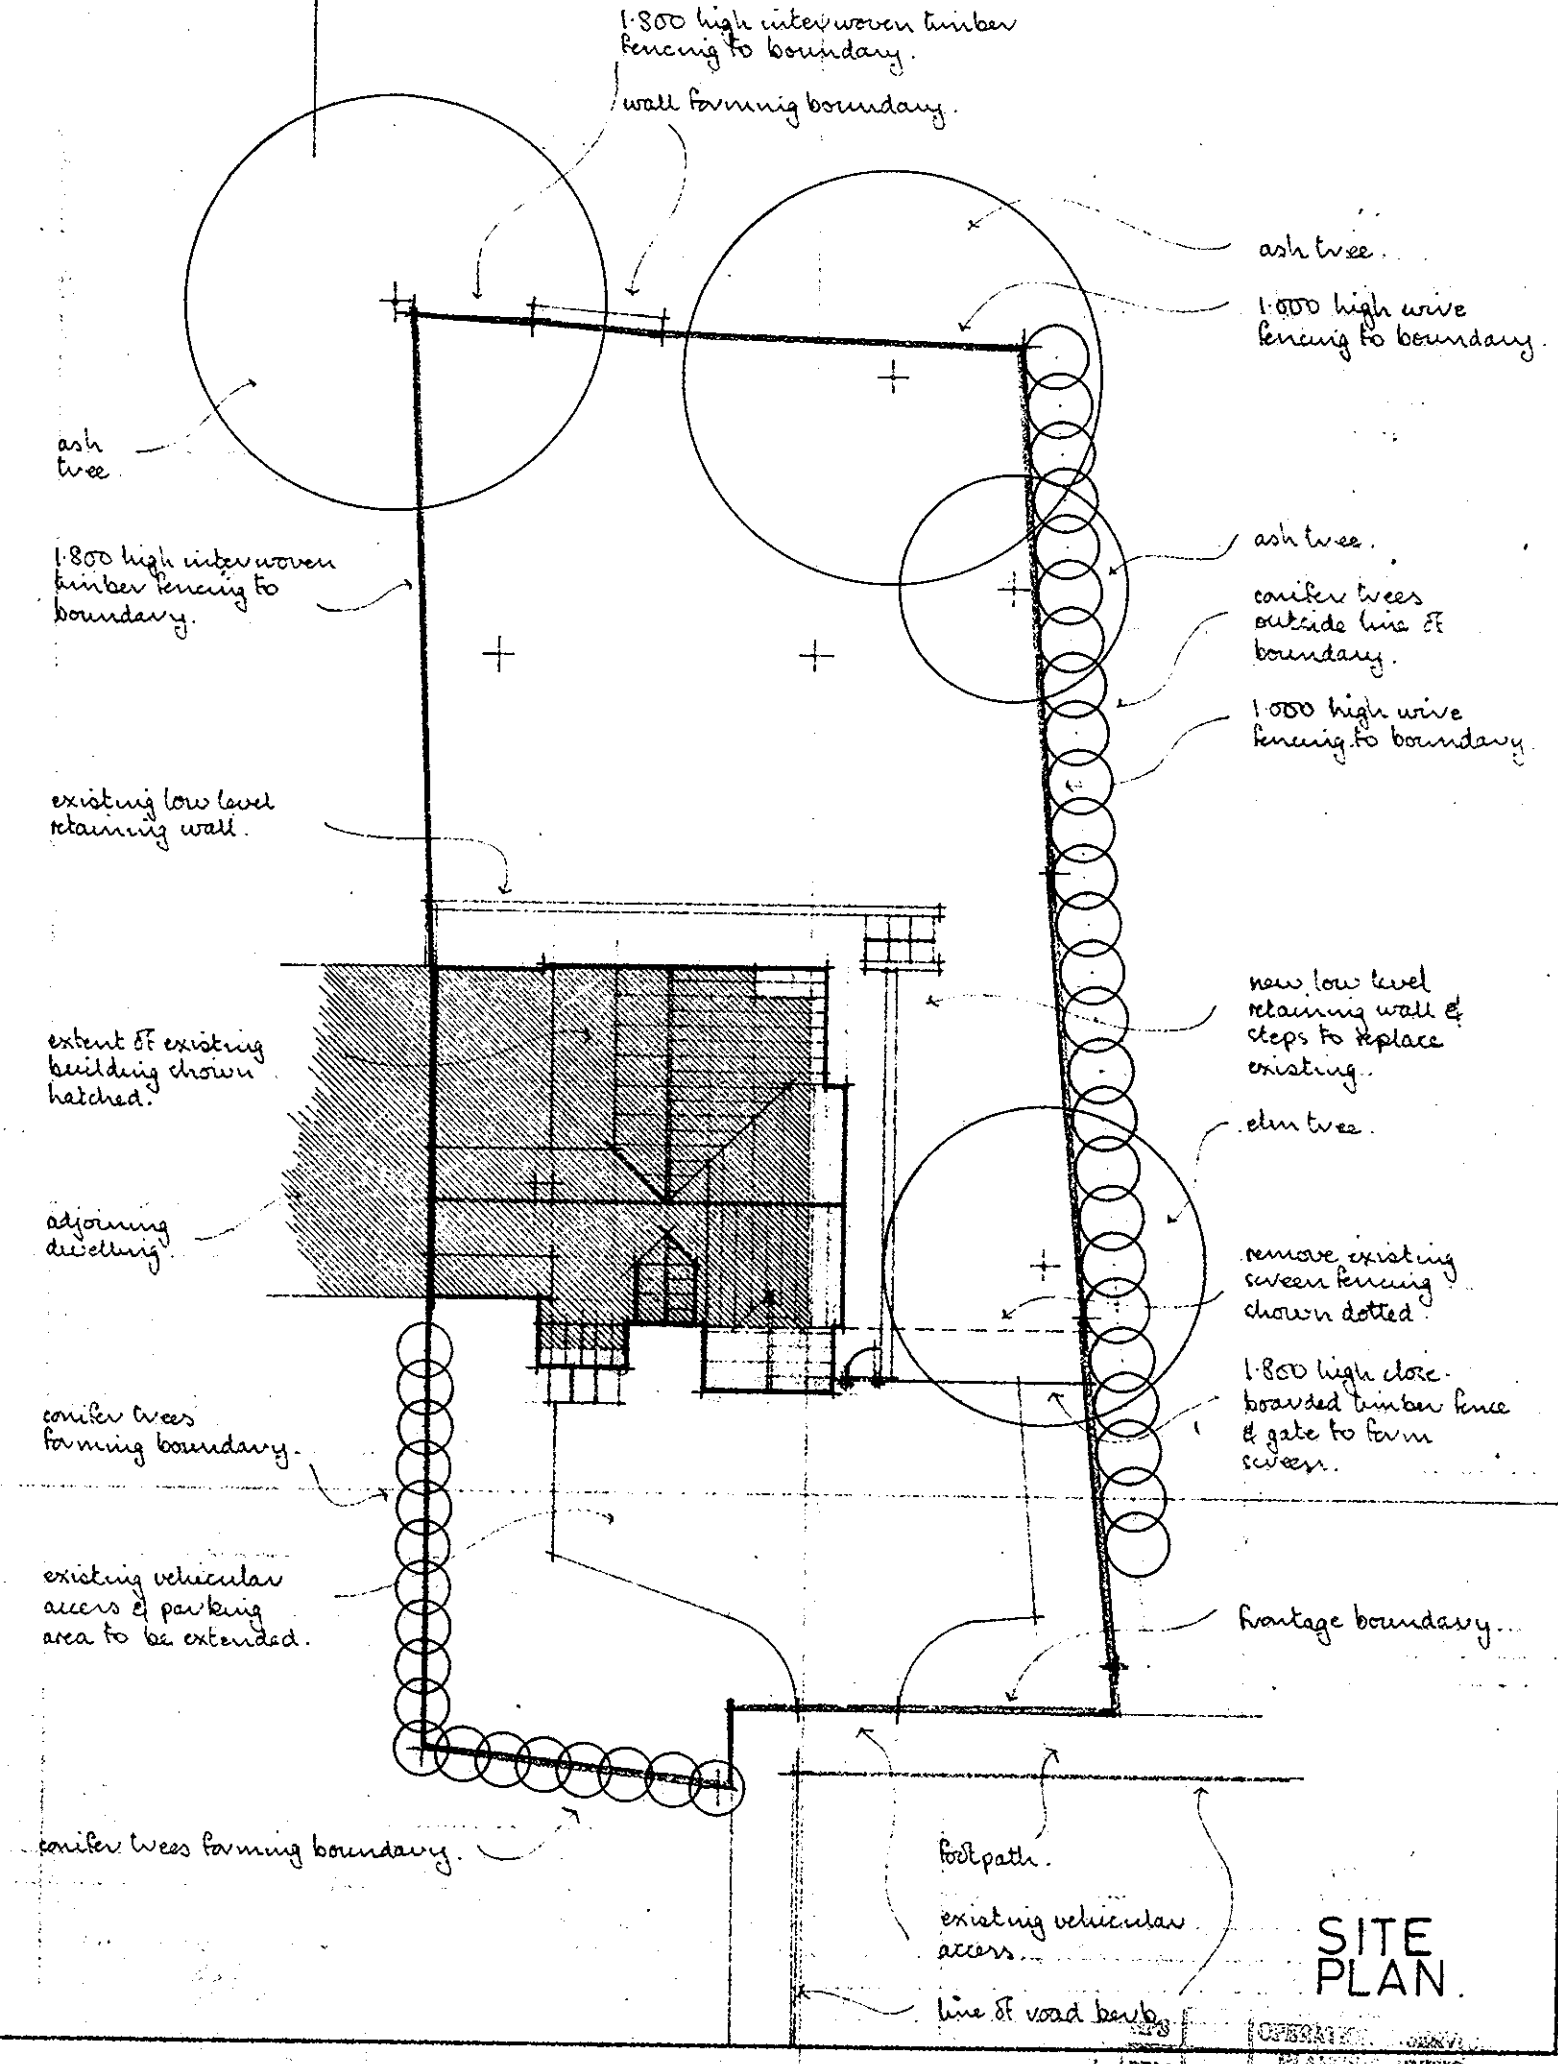 1·800 high interwoven timber
fencing to boundary.
wall forming boundary.
ash tree.
1·000 high wire
fencing to boundary.
ash
tree.
1·800 high interwoven
timber fencing to
boundary.
ash tree.
conifer trees
outside line of
boundary.
1·000 high wire
fencing to boundary.
existing low level
retaining wall.
new low level
retaining wall &
steps to replace
existing.
extent of existing
building shown
hatched.
elm tree.
adjoining
dwelling.
remove existing
screen fencing
shown dotted.
1·800 high close-
boarded timber fence
& gate to form
screen.
conifer trees
forming boundary.
existing vehicular
access & parking
area to be extended.
frontage boundary.
conifer trees forming boundary.
footpath.
existing vehicular
access.
line of road kerb
SITE
PLAN.